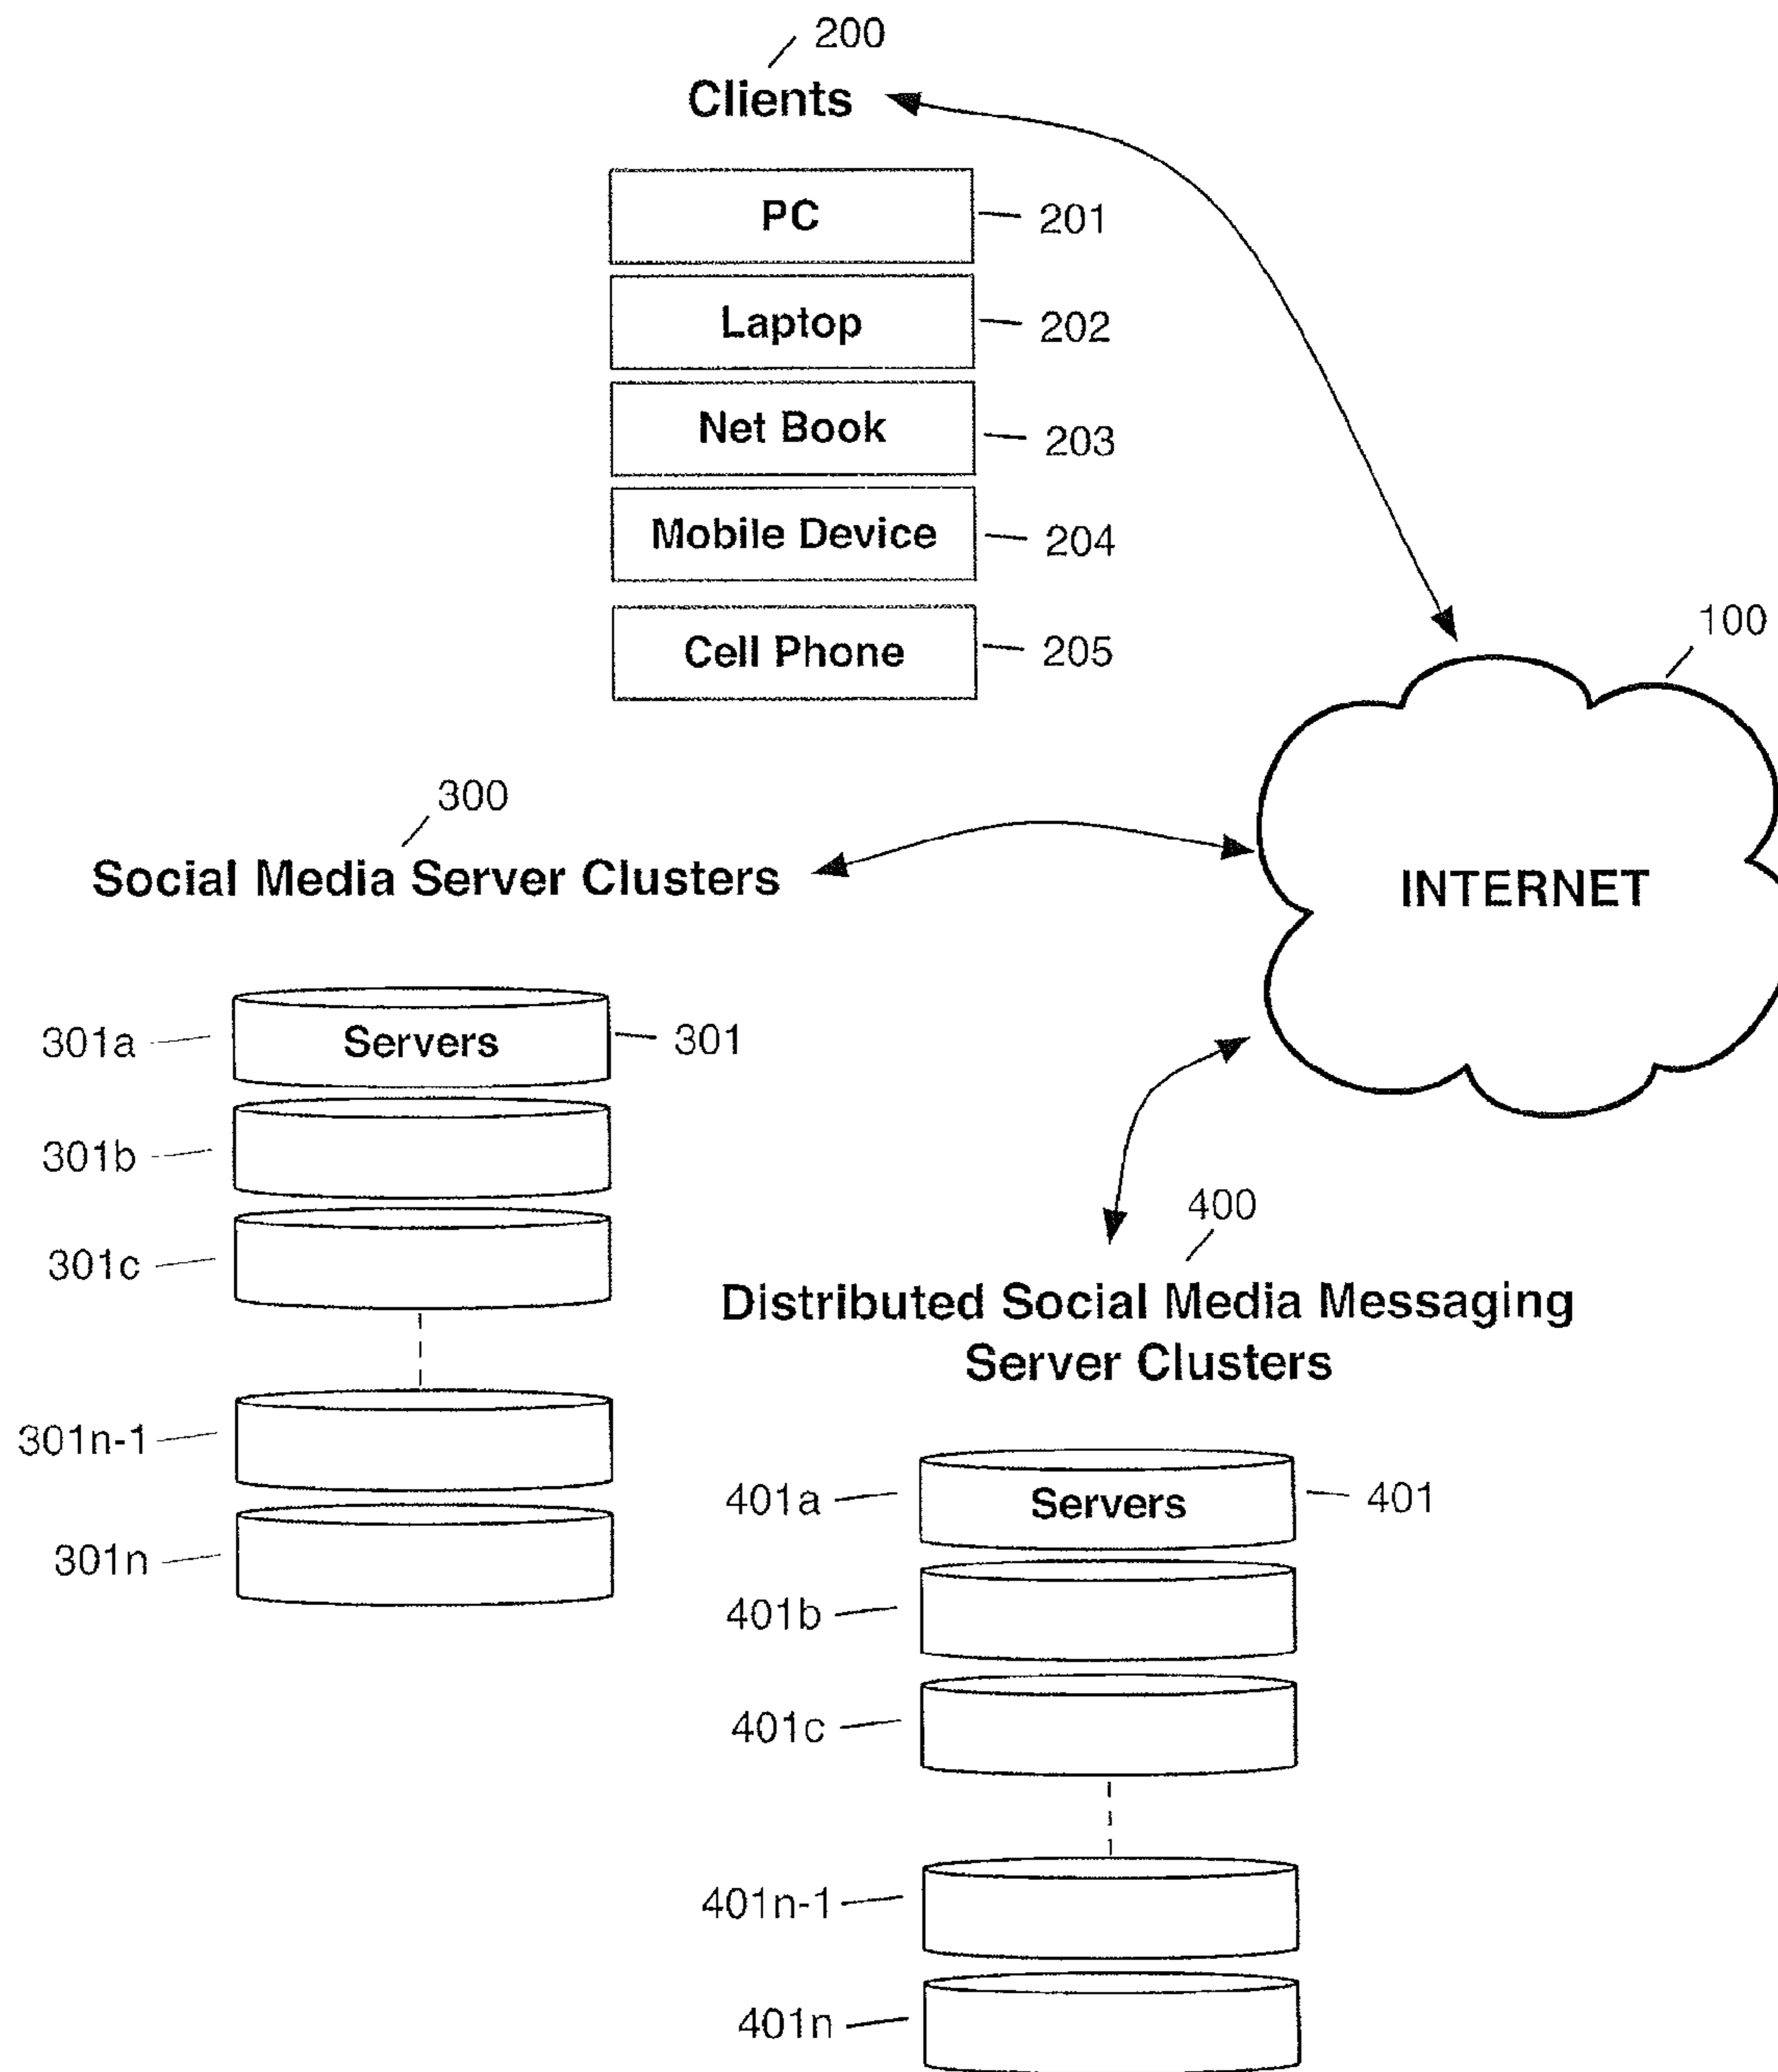 200
Clients
PC
201
Laptop
202
Net Book
203
Mobile Device
204
Cell Phone
205
100
INTERNET
300
Social Media Server Clusters
301a
Servers
301
301b
301c
301n-1
301n
400
Distributed Social Media Messaging
Server Clusters
401a
Servers
401
401b
401c
401n-1
401n